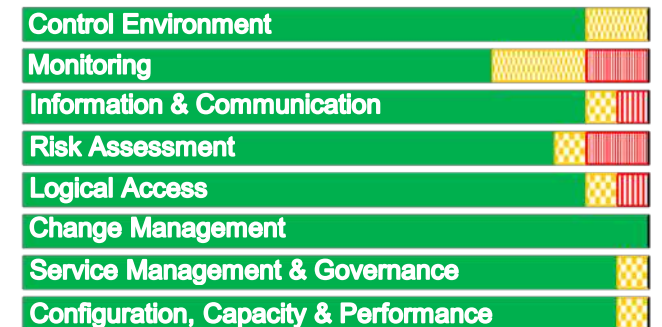 Control Environment
Monitoring
Information & Communication
Risk Assessment
Logical Access
Change Management
Service Management & Governance
Configuration, Capacity & Performance